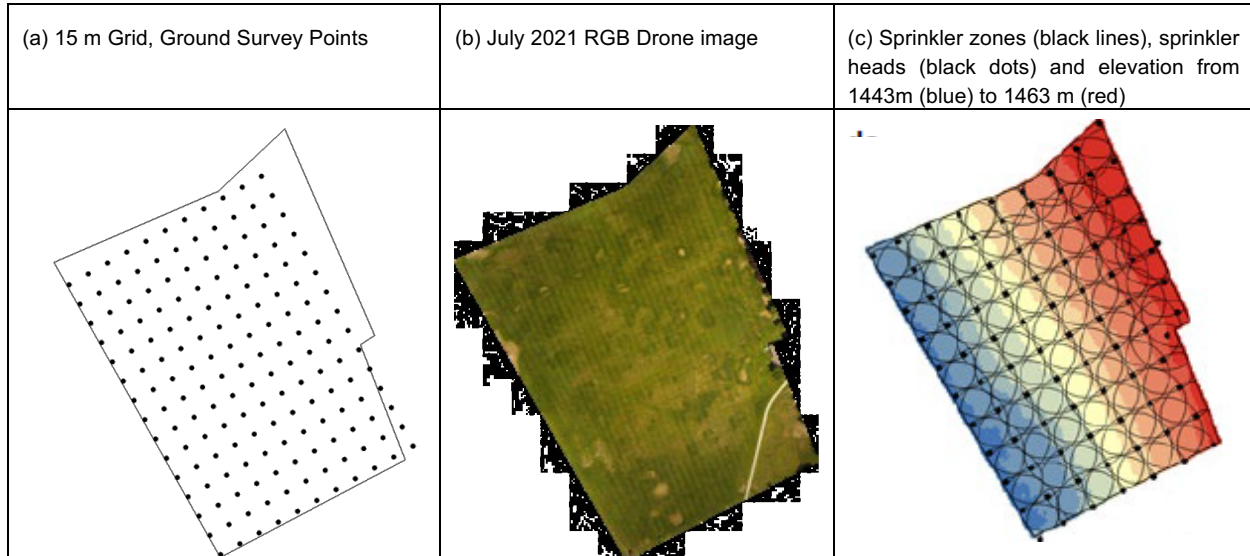 (a) 15 m Grid, Ground Survey Points
(b) July 2021 RGB Drone image
(c) Sprinkler zones (black lines), sprinkler
heads (black dots) and elevation from
1443m (blue) to 1463 m (red)